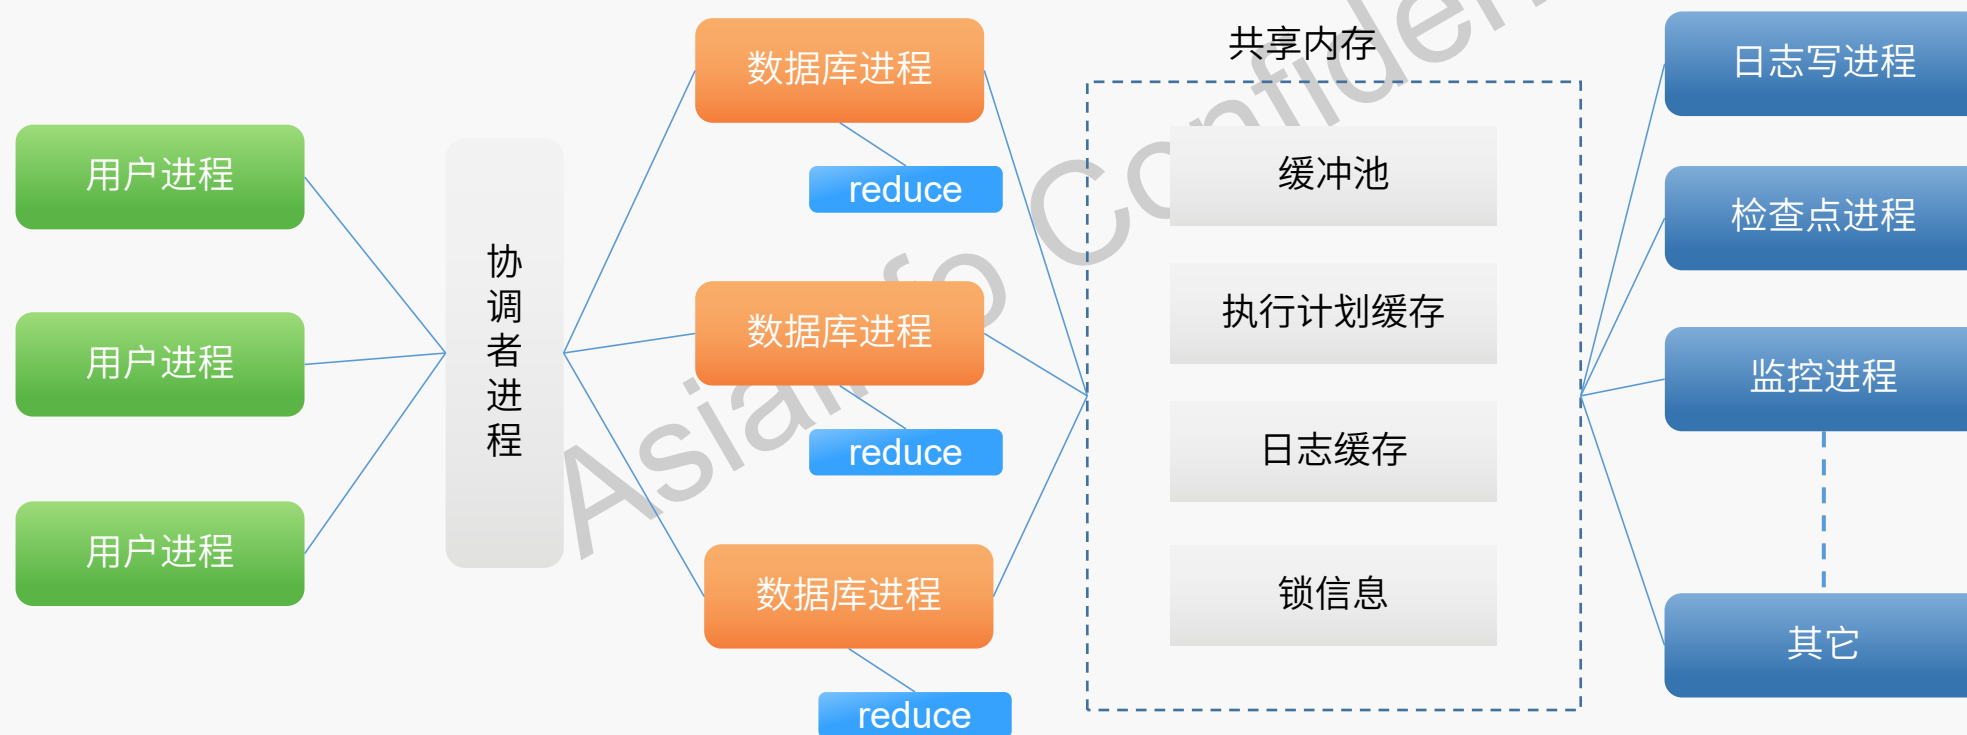 用户进程
用户进程
用户进程
协调者进程
数据库进程
reduce
数据库进程
reduce
数据库进程
reduce
共享内存
缓冲池
执行计划缓存
日志缓存
锁信息
日志写进程
检查点进程
监控进程
其它